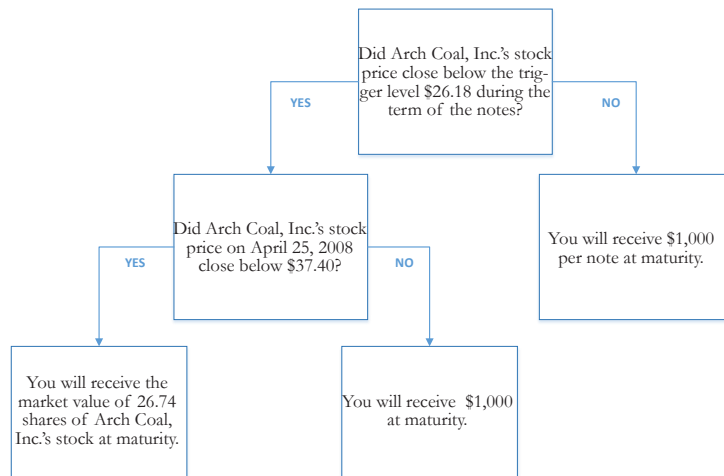 Did Arch Coal, Inc.'s stock
price close below the trig-
ger level $26.18 during the
term of the notes?
YES
NO
Did Arch Coal, Inc.'s stock
price on April 25, 2008
close below $37.40?
You will receive $1,000
per note at maturity.
YES
NO
You will receive the
market value of 26.74
shares of Arch Coal,
Inc.'s stock at maturity.
You will receive  $1,000
at maturity.